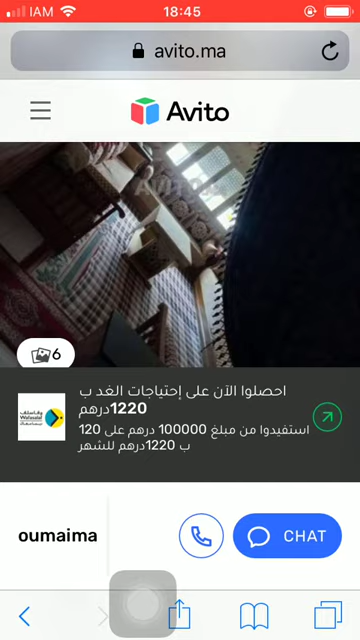 IAM 18:45
avito.ma
Avito
6
احصلوا الآن على إحتياجات الغد ب
1220درهم
استفيدوا من مبلغ 100000 درهم على 120
ب 1220درهم للشهر
oumaima
CHAT